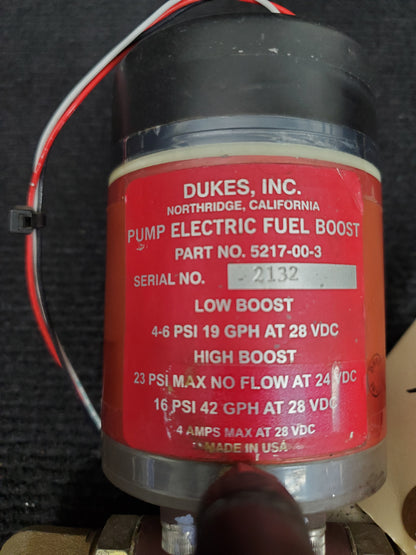 DUKES, INC.
NORTHRIDGE, CALIFORNIA
PUMP ELECTRIC FUEL BOOST
PART NO. 5217-00-3
SERIAL NO. 2132
LOW BOOST
4-6 PSI 19 GPH AT 28 VDC
HIGH BOOST
23 PSI MAX NO FLOW AT 24 VDC
16 PSI 42 GPH AT 28 VDC
4 AMPS MAX AT 28 VDC
MADE IN USA